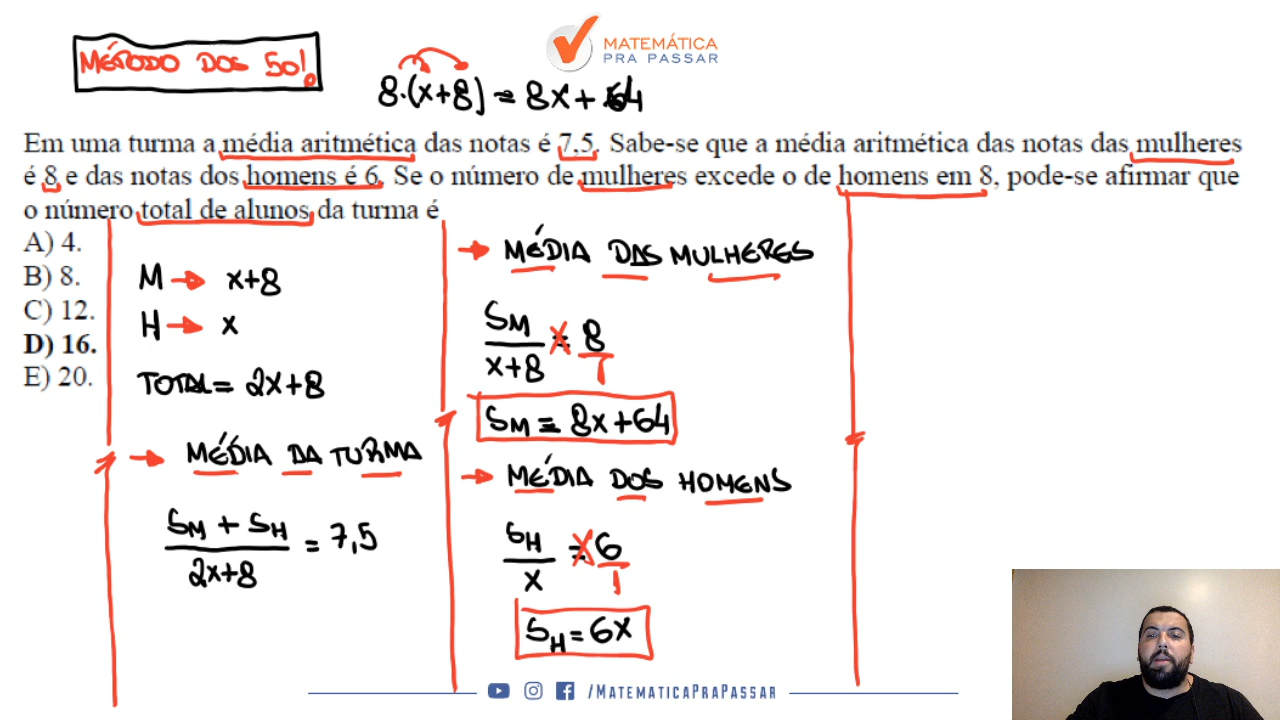 MÉTODO DOS 50!
MATEMÁTICA
PRA PASSAR
8.(x+8) = 8x+64
Em uma turma a média aritmética das notas é 7,5. Sabe-se que a média aritmética das notas das mulheres
é 8 e das notas dos homens é 6. Se o número de mulheres excede o de homens em 8, pode-se afirmar que
o número total de alunos da turma é
A) 4.
B) 8.
C) 12.
D) 16.
E) 20.
M → x+8
H → x
TOTAL = 2x+8
→ MÉDIA DA TURMA
SM + SH
2x+8
= 7,5
→ MÉDIA DAS MULHERES
SM
x+8
= 8
1
SM = 8x+64
→ MÉDIA DOS HOMENS
SH
x
= 6
1
SH = 6x
/MATEMATICAPRAPASSAR